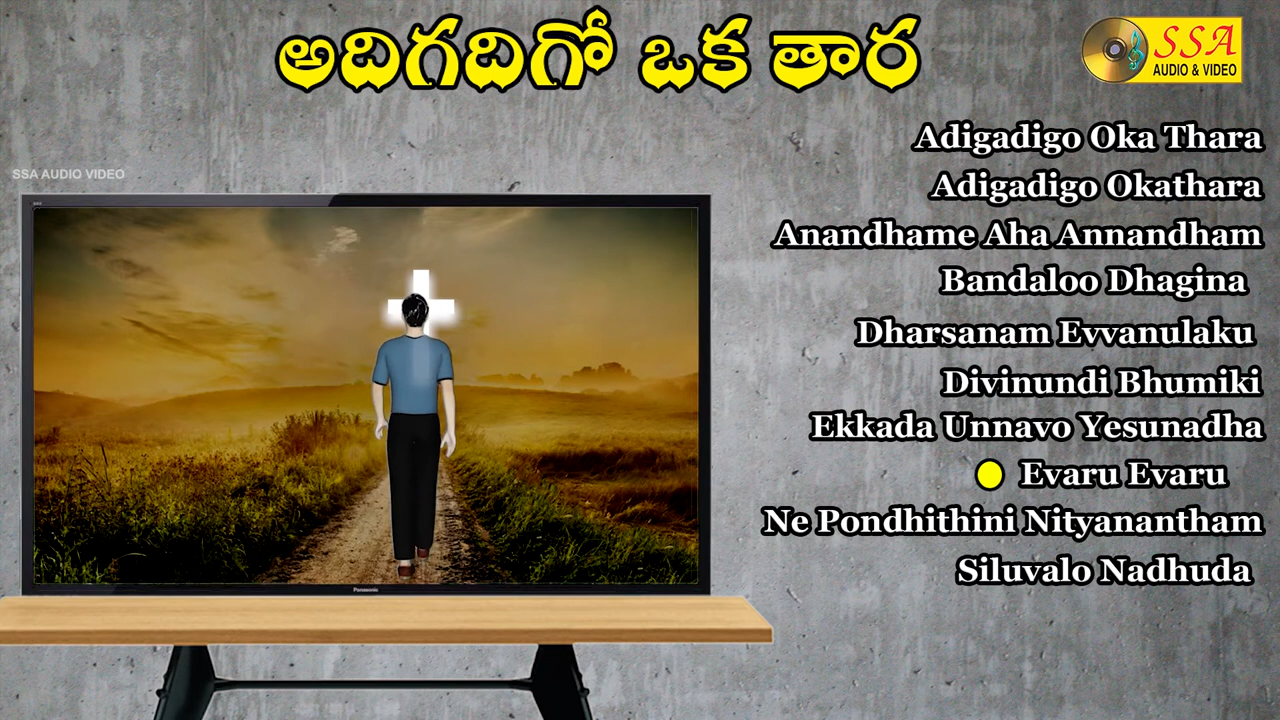 అదిగదిగో ఒక తార
SSA
AUDIO & VIDEO
Adigadigo Oka Thara
SSA AUDIO VIDEO
Adigadigo Okathara
Anandhame Aha Annandham
Bandaloo Dhagina
Dharsanam Evvanulaku
Divinundi Bhumiki
Ekkada Unnavo Yesunadha
Evaru Evaru
Ne Pondhithini Nityanantham
Siluvalo Nadhuda
Panasonic